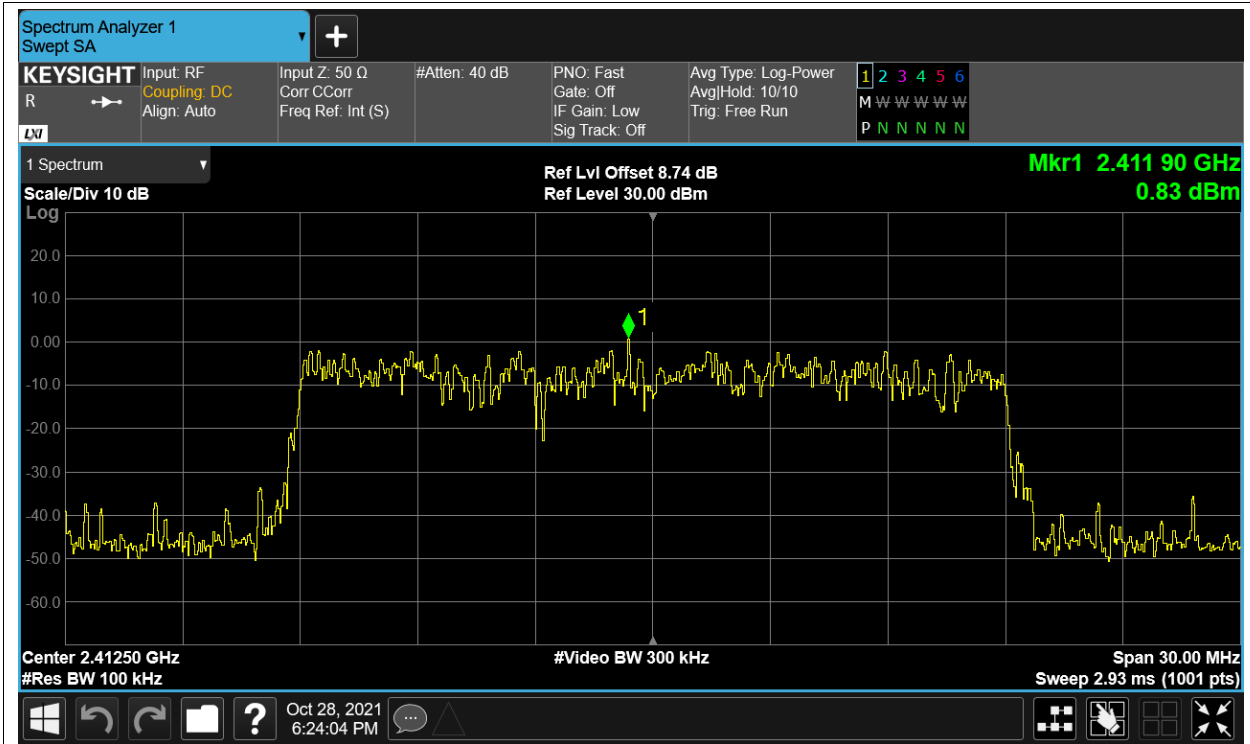 Spectrum Analyzer 1
Swept SA
KEYSIGHT
R
LXI
Input: RF
Coupling: DC
Align: Auto
Input Z: 50 Ω
Corr CCorr
Freq Ref: Int (S)
#Atten: 40 dB
PNO: Fast
Gate: Off
IF Gain: Low
Sig Track: Off
Avg Type: Log-Power
Avg|Hold: 10/10
Trig: Free Run
1 2 3 4 5 6
M W W W W W
P N N N N N
1 Spectrum
Scale/Div 10 dB
Log
Ref Lvl Offset 8.74 dB
Ref Level 30.00 dBm
Mkr1 2.411 90 GHz
0.83 dBm
20.0
10.0
0.00
-10.0
-20.0
-30.0
-40.0
-50.0
-60.0
1
Center 2.41250 GHz
#Res BW 100 kHz
#Video BW 300 kHz
Span 30.00 MHz
Sweep 2.93 ms (1001 pts)
?
Oct 28, 2021
6:24:04 PM